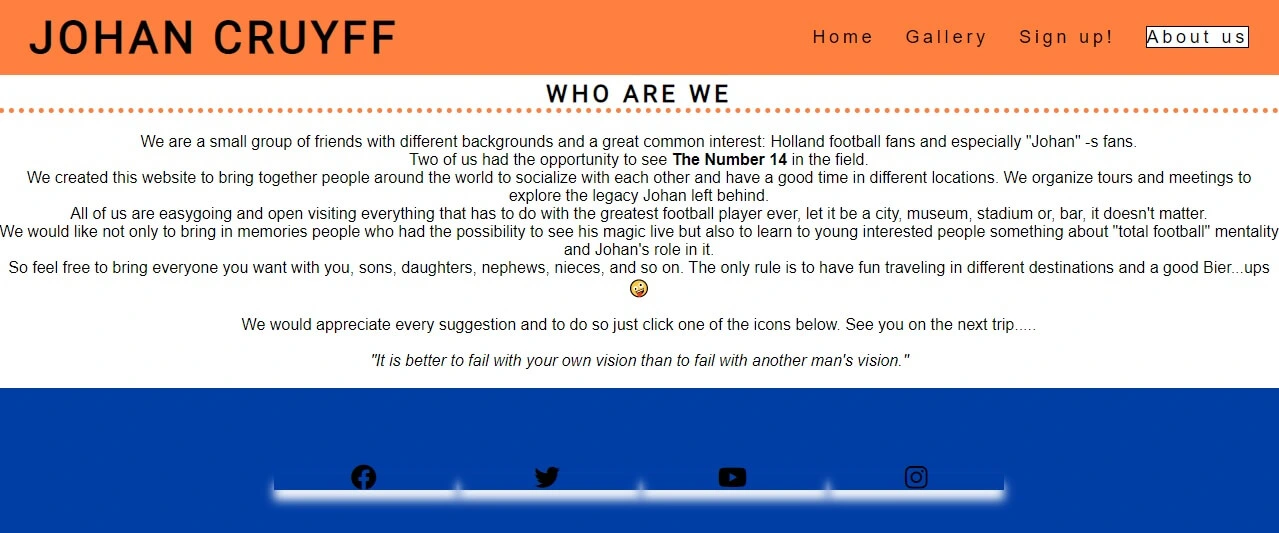 JOHAN CRUYFF
Home Gallery Sign up! About us
WHO ARE WE
We are a small group of friends with different backgrounds and a great common interest: Holland football fans and especially "Johan" -s fans.
Two of us had the opportunity to see The Number 14 in the field.
We created this website to bring together people around the world to socialize with each other and have a good time in different locations. We organize tours and meetings to
explore the legacy Johan left behind.
All of us are easygoing and open visiting everything that has to do with the greatest football player ever, let it be a city, museum, stadium or, bar, it doesn't matter.
We would like not only to bring in memories people who had the possibility to see his magic live but also to learn to young interested people something about "total football" mentality
and Johan's role in it.
So feel free to bring everyone you want with you, sons, daughters, nephews, nieces, and so on. The only rule is to have fun traveling in different destinations and a good Bier...ups
🤪
We would appreciate every suggestion and to do so just click one of the icons below. See you on the next trip.....
"It is better to fail with your own vision than to fail with another man's vision."